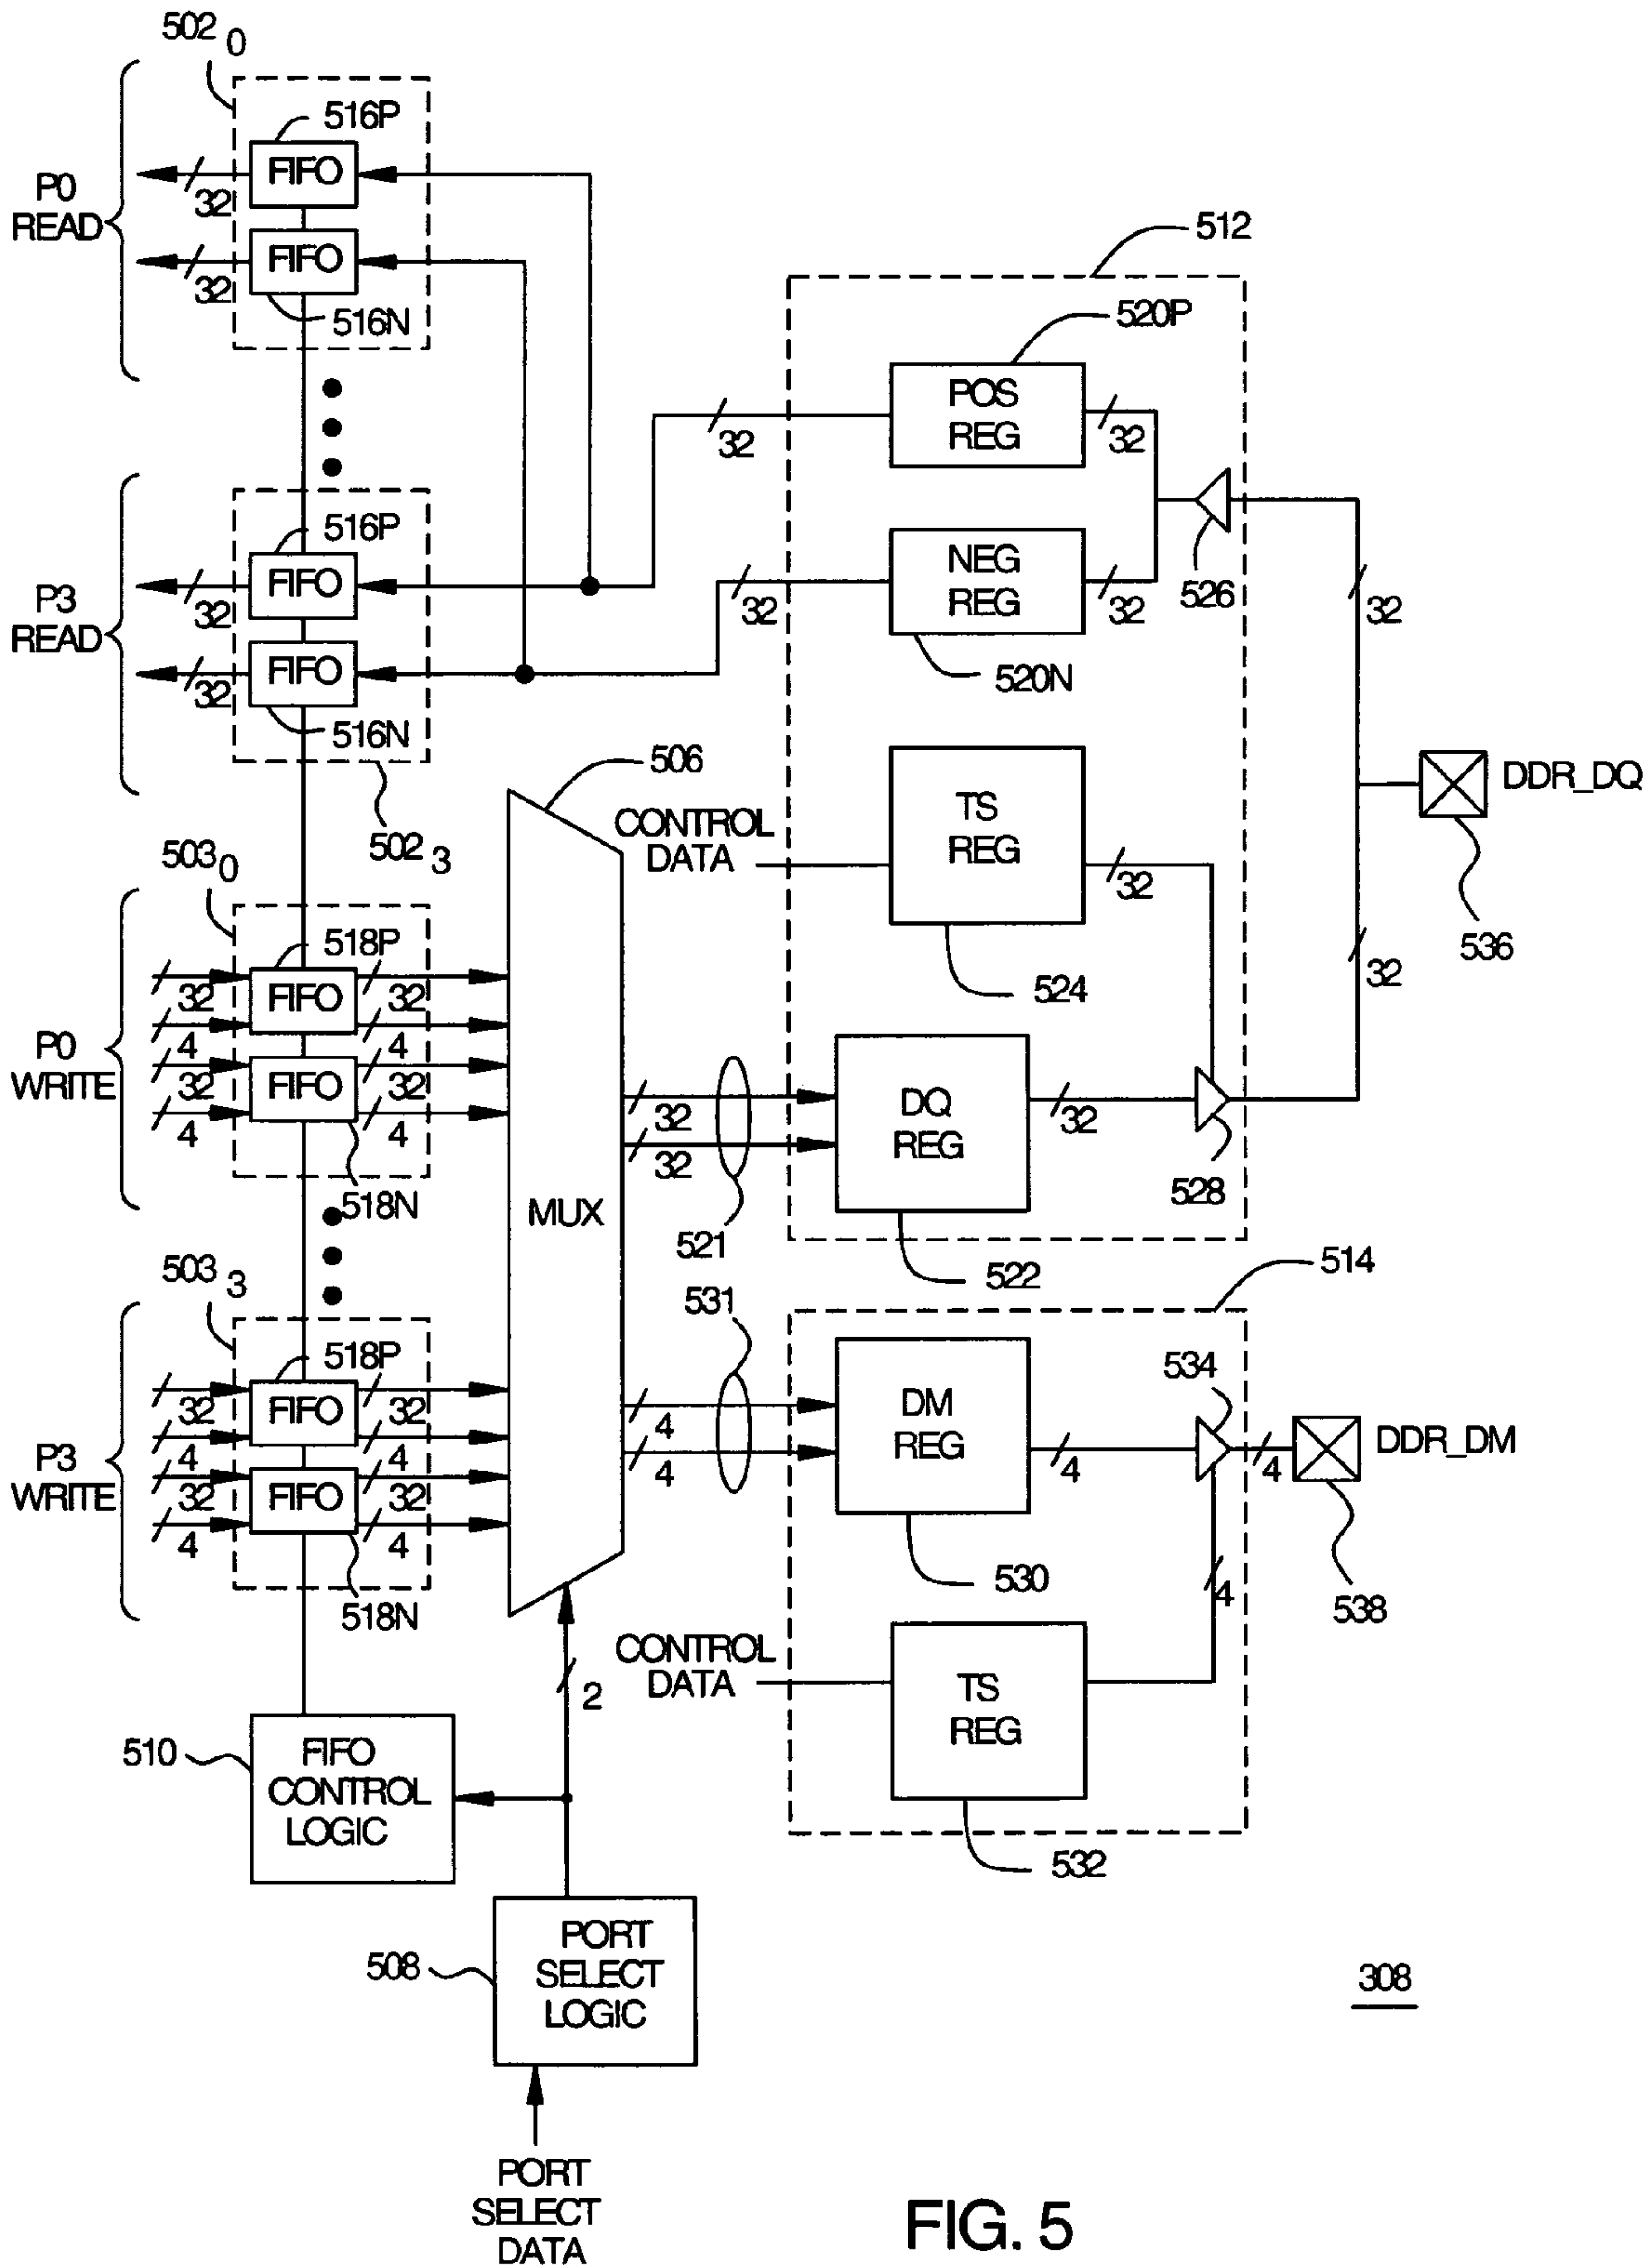 502 0
516P
FIFO
32
P0
READ
FIFO
32
516N
512
520P
POS
REG
32
32
516P
FIFO
32
P3
READ
FIFO
32
516N
502 3
NEG
REG
32
32
520N
526
32
DDR_DQ
536
32
506
CONTROL
DATA
TS
REG
32
524
503 0
518P
32
FIFO
32
4
4
P0
WRITE
32
FIFO
32
4
4
518N
MUX
32
32
521
DQ
REG
32
528
522
503 3
518P
32
FIFO
32
4
4
P3
WRITE
32
FIFO
32
4
4
518N
531
4
4
514
DM
REG
4
534
4
DDR_DM
538
530
4
CONTROL
DATA
TS
REG
532
2
510
FIFO
CONTROL
LOGIC
508
PORT
SELECT
LOGIC
PORT
SELECT
DATA
308
FIG. 5